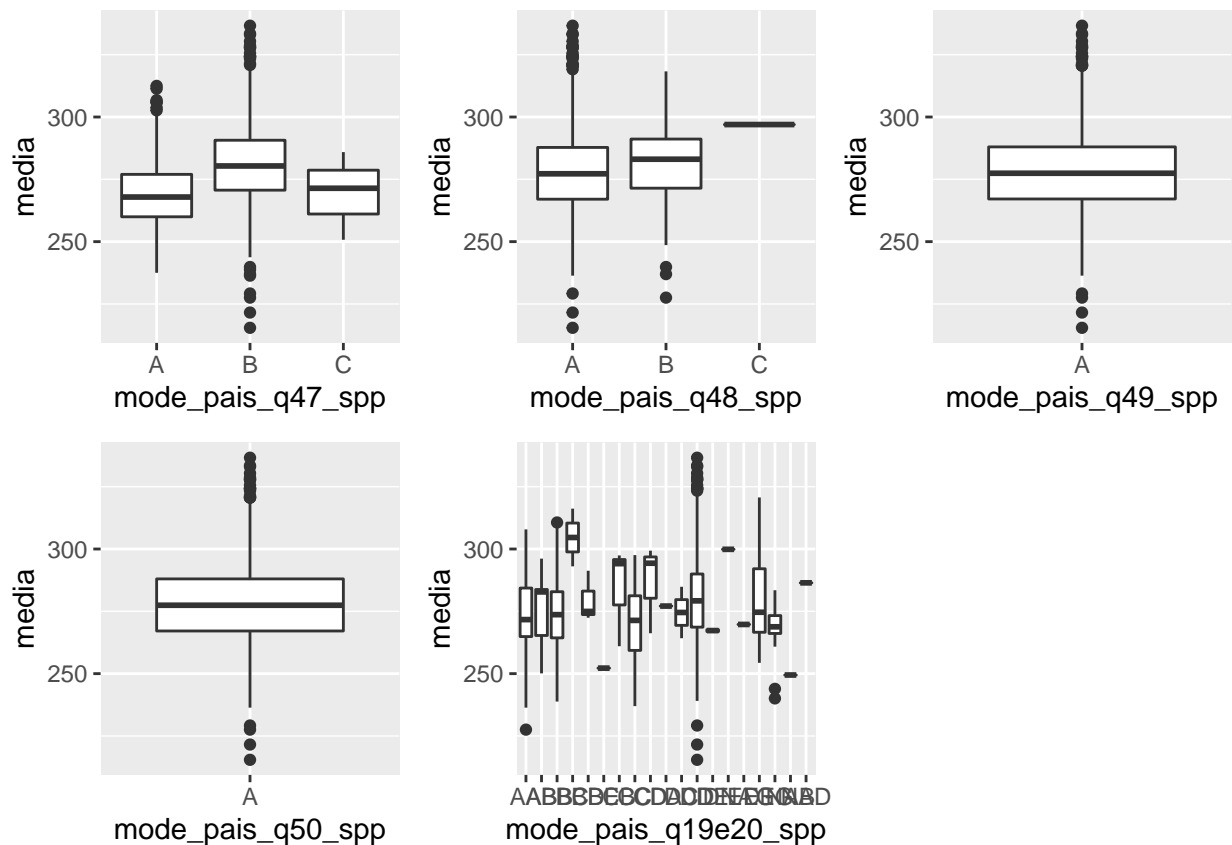 media
300
250
A
B
C
mode_pais_q47_spp
media
300
250
A
B
C
mode_pais_q48_spp
media
300
250
A
mode_pais_q49_spp
media
300
250
A
mode_pais_q50_spp
media
300
250
mode_pais_q19e20_spp